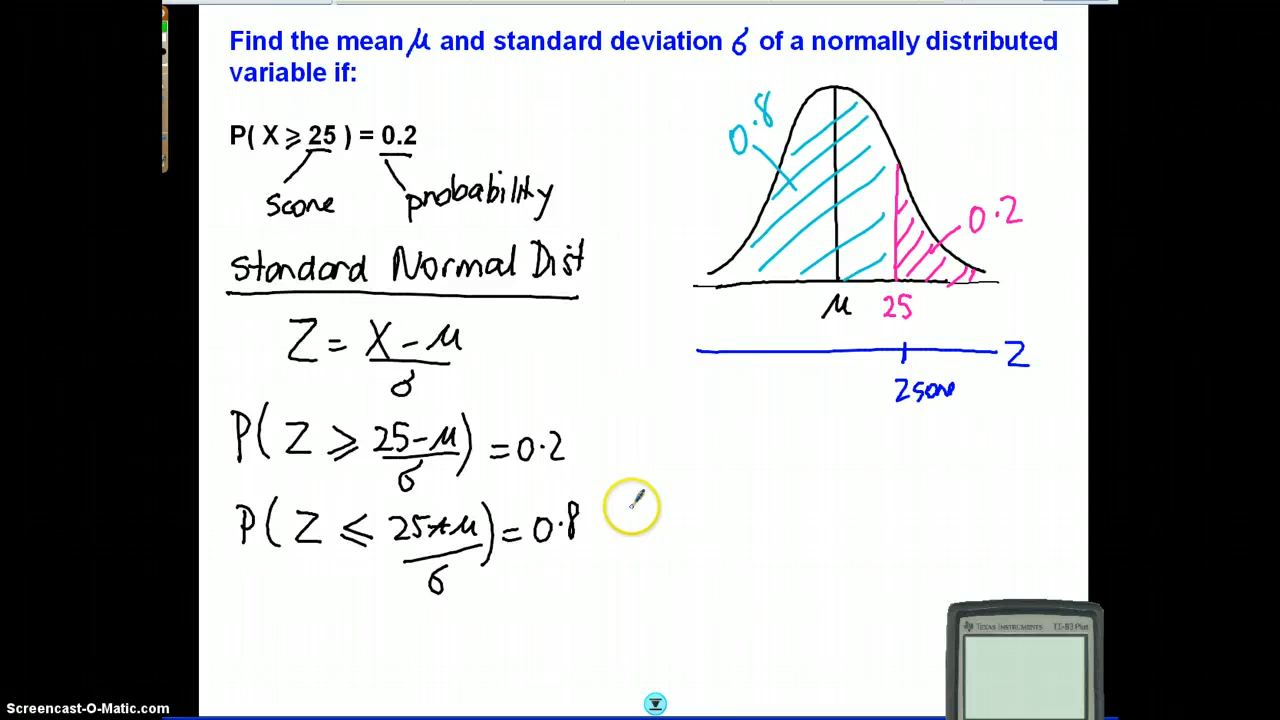 Find the mean μ and standard deviation σ of a normally distributed
variable if:
P( X ⩾ 25 ) = 0.2
score probability
Standard Normal Dist
Z = X - μ
σ
P( Z ⩾ 25-μ ) = 0.2
σ
P( Z ⩽ 25-μ ) = 0.8
σ
0.8
0.2
μ 25
Z
Z score
TEXAS INSTRUMENTS TI-83 Plus
Screencast-O-Matic.com